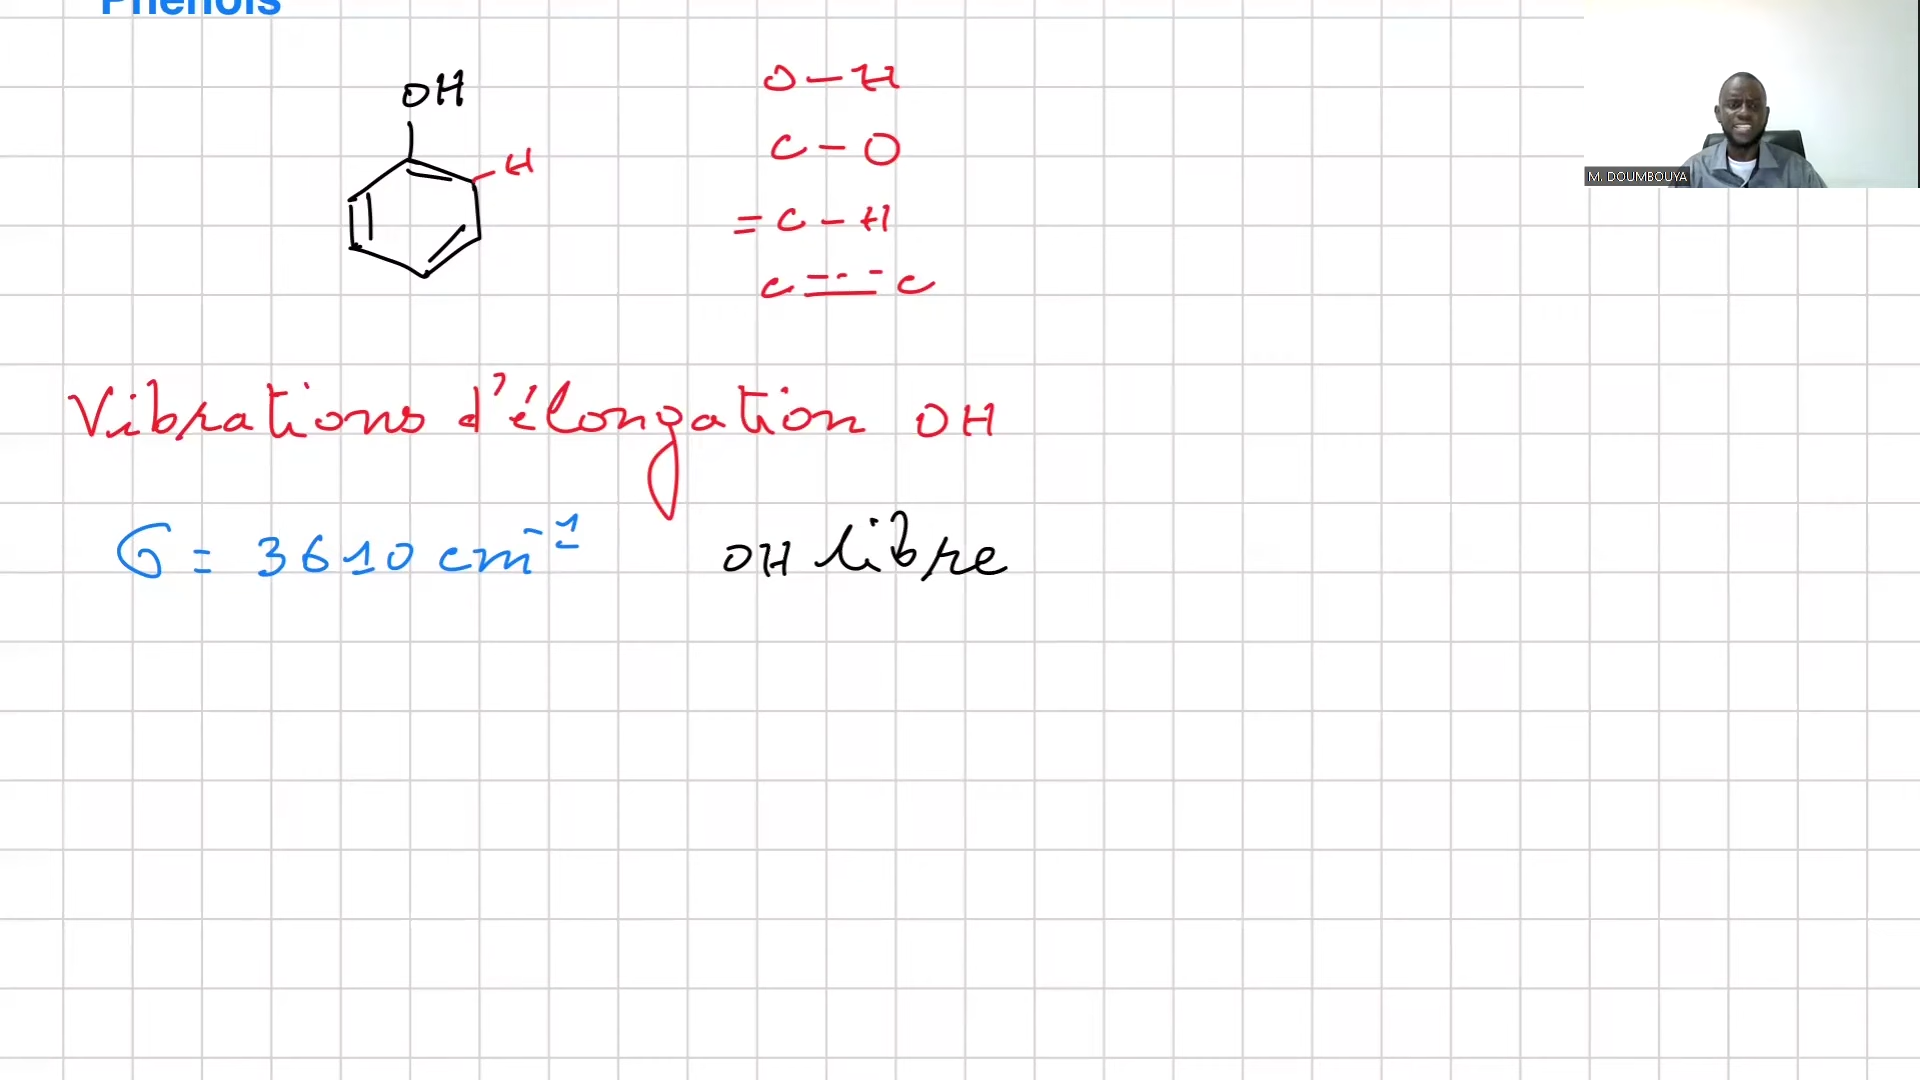 Phenols
OH
H
O-H
C-O
=C-H
C=--C
M. DOUMBOUYA
Vibrations d'élongation OH
σ = 3610 cm⁻¹ OH libre